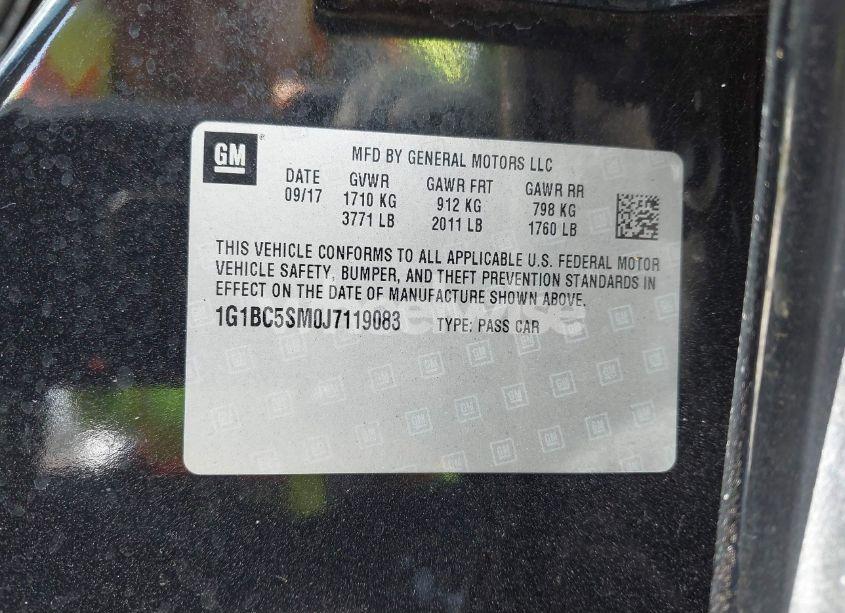 GM
MFD BY GENERAL MOTORS LLC
DATE GVWR GAWR FRT GAWR RR
09/17 1710 KG 912 KG 798 KG
3771 LB 2011 LB 1760 LB
THIS VEHICLE CONFORMS TO ALL APPLICABLE U.S. FEDERAL MOTOR
VEHICLE SAFETY, BUMPER, AND THEFT PREVENTION STANDARDS IN
EFFECT ON THE DATE OF MANUFACTURE SHOWN ABOVE.
1G1BC5SM0J7119083 TYPE: PASS CAR